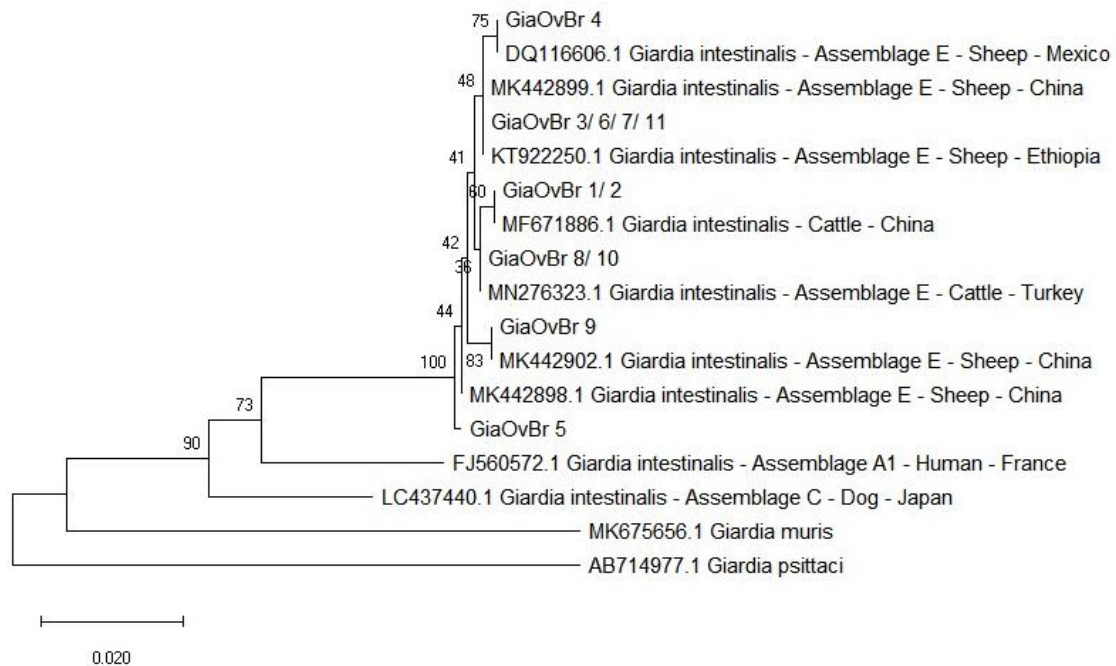 75
GiaOvBr 4
DQ116606.1 Giardia intestinalis - Assemblage E - Sheep - Mexico
48
MK442899.1 Giardia intestinalis - Assemblage E - Sheep - China
GiaOvBr 3/ 6/ 7/ 11
41
KT922250.1 Giardia intestinalis - Assemblage E - Sheep - Ethiopia
60
GiaOvBr 1/ 2
MF671886.1 Giardia intestinalis - Cattle - China
42
36
GiaOvBr 8/ 10
MN276323.1 Giardia intestinalis - Assemblage E - Cattle - Turkey
44
GiaOvBr 9
100
83
MK442902.1 Giardia intestinalis - Assemblage E - Sheep - China
MK442898.1 Giardia intestinalis - Assemblage E - Sheep - China
73
GiaOvBr 5
90
FJ560572.1 Giardia intestinalis - Assemblage A1 - Human - France
LC437440.1 Giardia intestinalis - Assemblage C - Dog - Japan
MK675656.1 Giardia muris
AB714977.1 Giardia psittaci
0.020